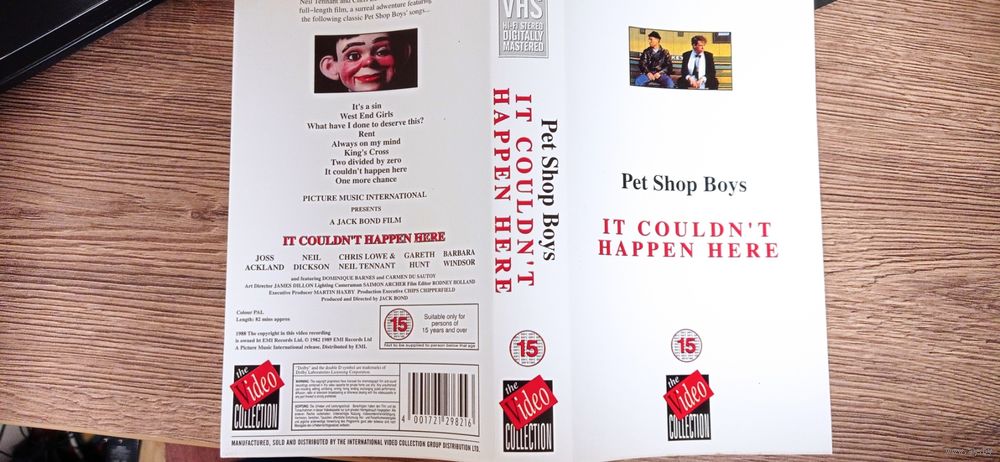 full-length film, a surreal adventure featuring
the following classic Pet Shop Boys' songs...
It's a sin
West End Girls
What have I done to deserve this?
Rent
Always on my mind
King's Cross
Two divided by zero
It couldn't happen here
One more chance
PICTURE MUSIC INTERNATIONAL
PRESENTS
A JACK BOND FILM
IT COULDN'T HAPPEN HERE
JOSS ACKLAND
NEIL DICKSON
CHRIS LOWE & NEIL TENNANT
GARETH HUNT
BARBARA WINDSOR
and featuring DOMINIQUE BARNES and CARMEN DU SAUTOY
Art Director JAMES DILLON Lighting Cameraman SAIMON ARCHER Film Editor RODNEY HOLLAND
Executive Producer MARTIN HAXBY Production Executive CHIPS CHIPPERFIELD
Produced and Directed by JACK BOND
Colour PAL
Length: 82 mins approx
1988 The copyright in this video recording
is owned by EMI Records Ltd. © 1982 1989 EMI Records Ltd
A Picture Music International release. Distributed by EMI.
15
Suitable only for
persons of
15 years and over
Not to be supplied to person below that age
the
Video
COLLECTION
"Dolby" and the double D symbol are trademarks of
Dolby Laboratories Licensing Corporation.
4 001721 298216
MANUFACTURED, SOLD AND DISTRIBUTED BY THE INTERNATIONAL VIDEO COLLECTION GROUP DISTRIBUTION LTD.
VHS
HI-FI STEREO
DIGITALLY
MASTERED
Pet Shop Boys
IT COULDN'T
HAPPEN HERE
15
the
Video
COLLECTION
Pet Shop Boys
IT COULDN'T
HAPPEN HERE
15
the
Video
COLLECTION